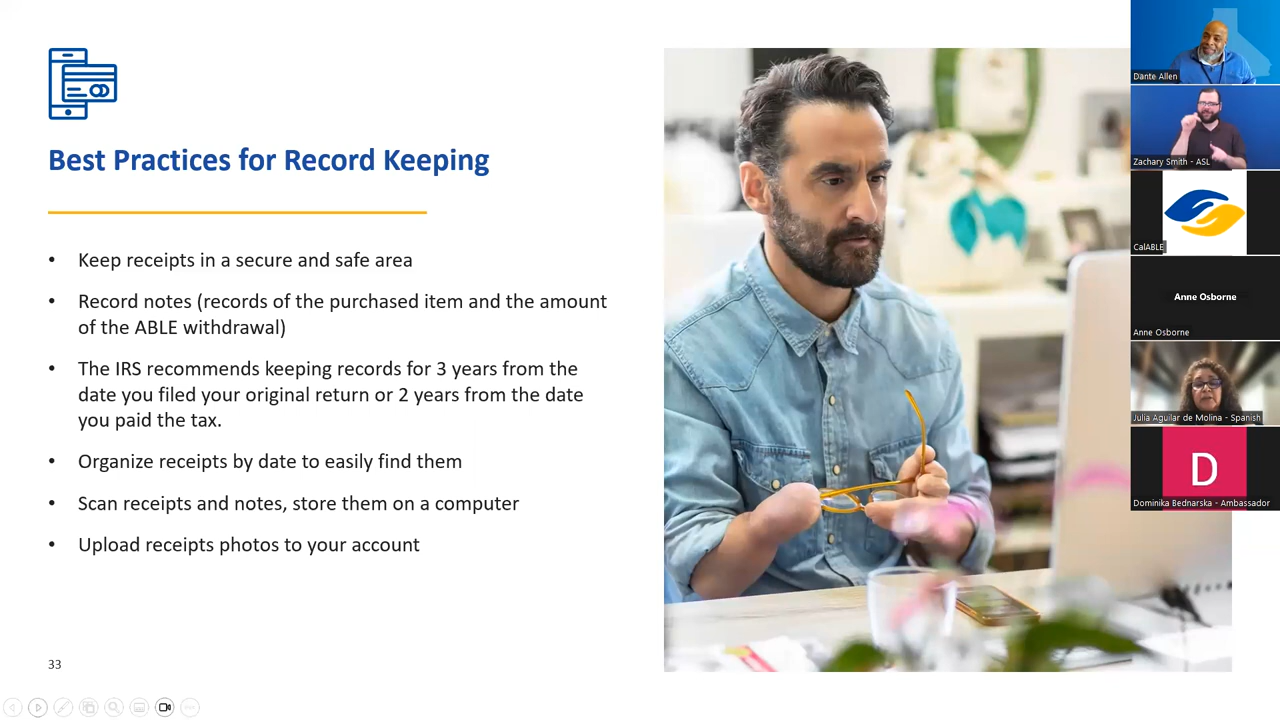 Best Practices for Record Keeping
• Keep receipts in a secure and safe area
• Record notes (records of the purchased item and the amount
of the ABLE withdrawal)
• The IRS recommends keeping records for 3 years from the
date you filed your original return or 2 years from the date
you paid the tax.
• Organize receipts by date to easily find them
• Scan receipts and notes, store them on a computer
• Upload receipts photos to your account
33
Dante Allen
Zachary Smith - ASL
CalABLE
Anne Osborne
Anne Osborne
Julia Aguilar de Molina - Spanish
D
Dominika Bednarska - Ambassador